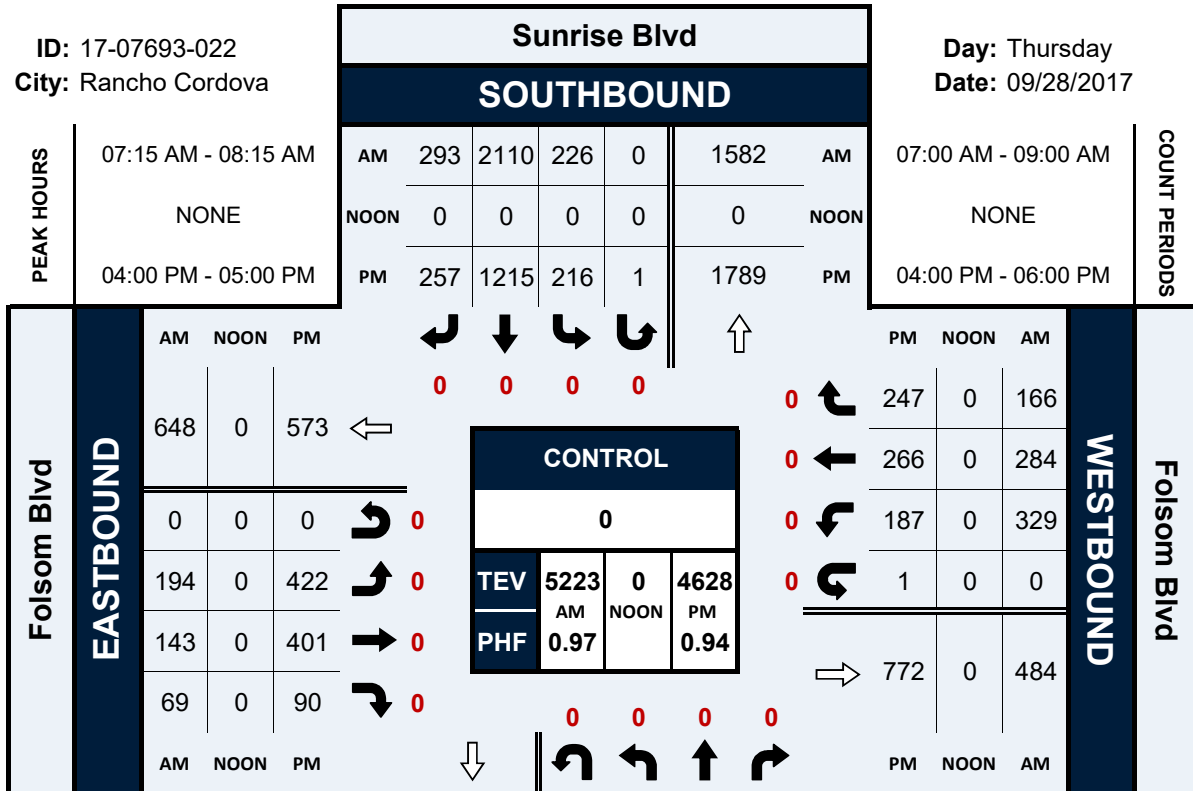 ID: 17-07693-022
City: Rancho Cordova
Sunrise Blvd
SOUTHBOUND
Day: Thursday
Date: 09/28/2017
PEAK HOURS
07:15 AM - 08:15 AM
NONE
04:00 PM - 05:00 PM
AM 293 2110 226 0 1582 AM
NOON 0 0 0 0 0 NOON
PM 257 1215 216 1 1789 PM
07:00 AM - 09:00 AM
NONE
04:00 PM - 06:00 PM
COUNT PERIODS
0 0 0 0
Folsom Blvd
EASTBOUND
AM NOON PM
648 0 573
0 0 0 0
194 0 422 0
143 0 401 0
69 0 90 0
AM NOON PM
CONTROL
0
TEV 5223 0 4628
AM NOON PM
PHF 0.97 0.94
PM NOON AM
0 247 0 166
0 266 0 284
0 187 0 329
0 1 0 0
772 0 484
PM NOON AM
WESTBOUND
Folsom Blvd
0 0 0 0